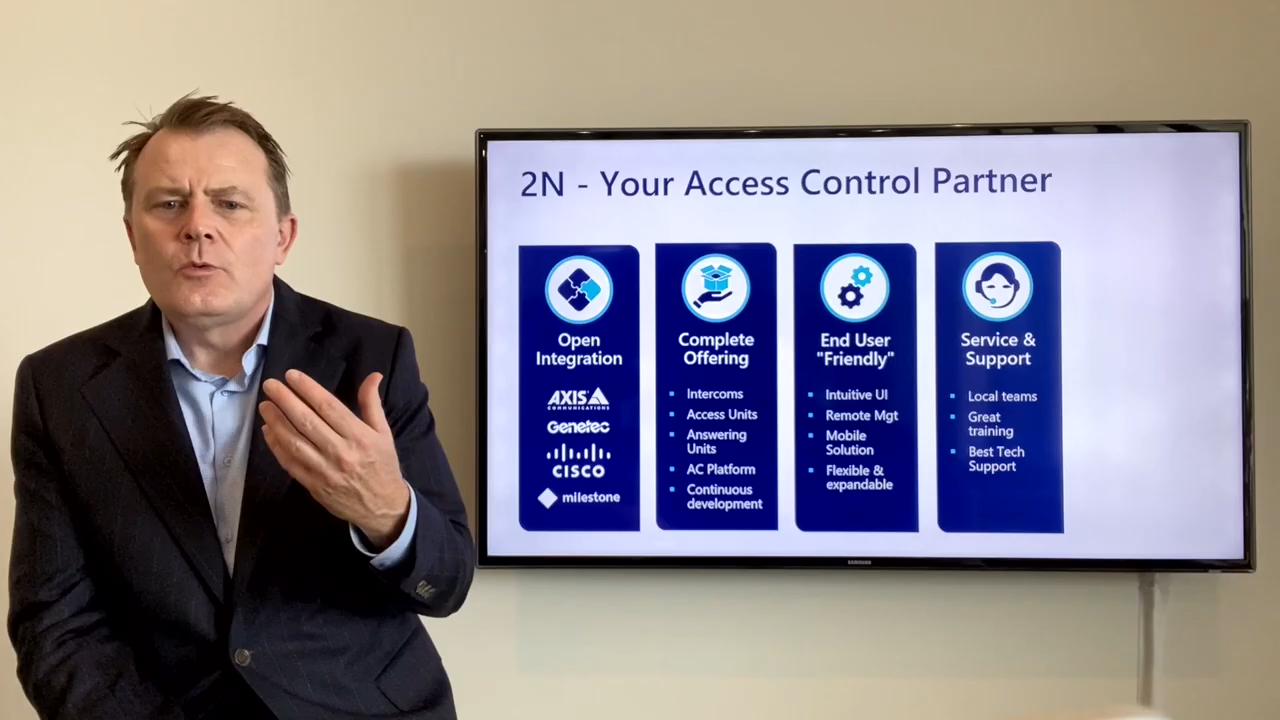 2N - Your Access Control Partner
Open
Integration
AXIS
COMMUNICATIONS
Genetec
CISCO
milestone
Complete
Offering
Intercoms
Access Units
Answering
Units
AC Platform
Continuous
development
End User
"Friendly"
Intuitive UI
Remote Mgt
Mobile
Solution
Flexible &
expandable
Service &
Support
Local teams
Great
training
Best Tech
Support
SAMSUNG